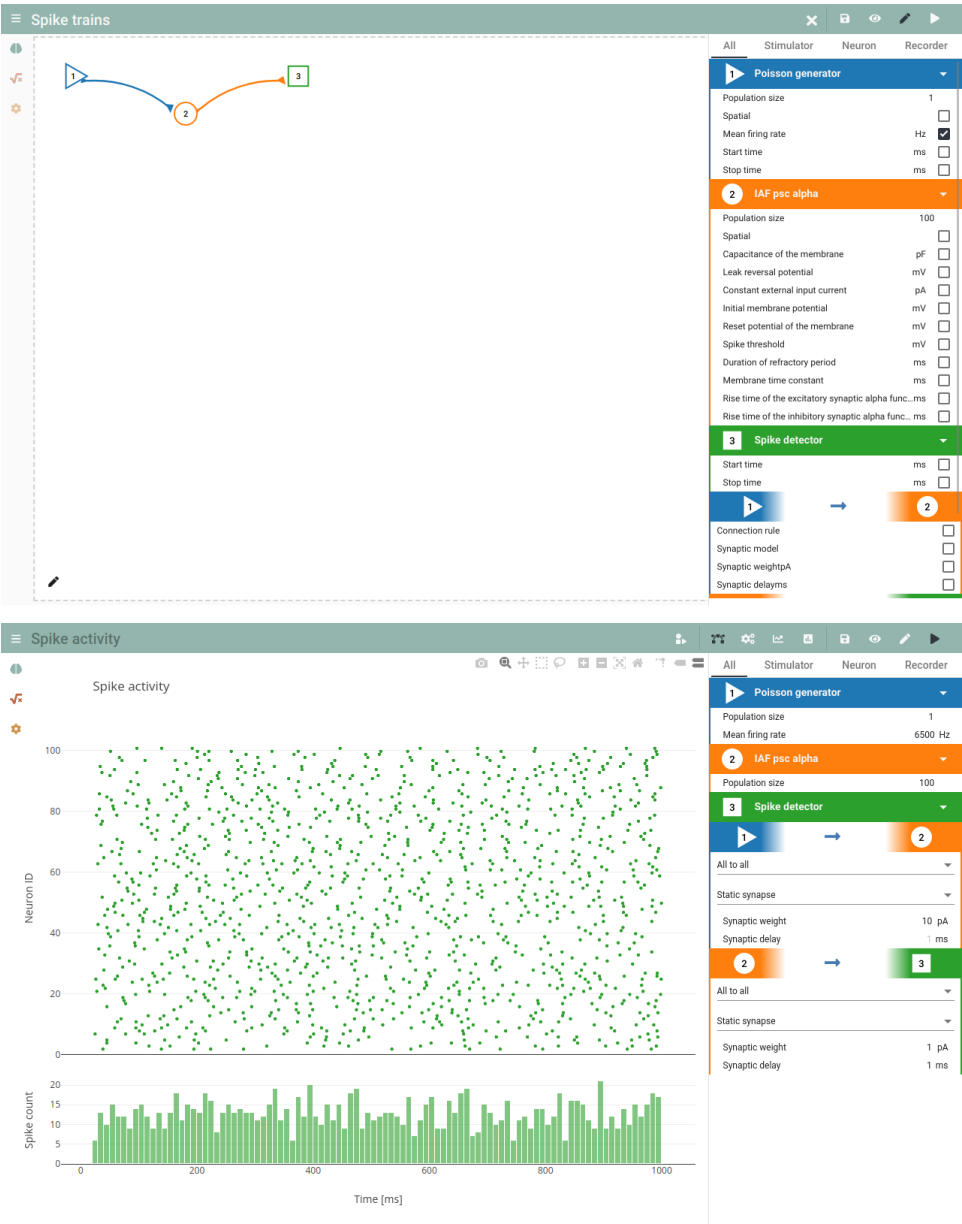 Spike trains
All Stimulator Neuron Recorder
1 Poisson generator
Population size 1
Spatial
Mean firing rate Hz
Start time ms
Stop time ms
2 IAF psc alpha
Population size 100
Spatial
Capacitance of the membrane pF
Leak reversal potential mV
Constant external input current pA
Initial membrane potential mV
Reset potential of the membrane mV
Spike threshold mV
Duration of refractory period ms
Membrane time constant ms
Rise time of the excitatory synaptic alpha func... ms
Rise time of the inhibitory synaptic alpha func... ms
3 Spike detector
Start time ms
Stop time ms
1 2
Connection rule
Synaptic model
Synaptic weightpA
Synaptic delayms
1
2
3
Spike activity
All Stimulator Neuron Recorder
1 Poisson generator
Population size 1
Mean firing rate 6500 Hz
2 IAF psc alpha
Population size 100
3 Spike detector
1 2
All to all
Static synapse
Synaptic weight 10 pA
Synaptic delay 1 ms
2 3
All to all
Static synapse
Synaptic weight 1 pA
Synaptic delay 1 ms
Spike activity
100
80
60
40
20
0
Neuron ID
20
15
10
5
0
Spike count
0 200 400 600 800 1000
Time [ms]